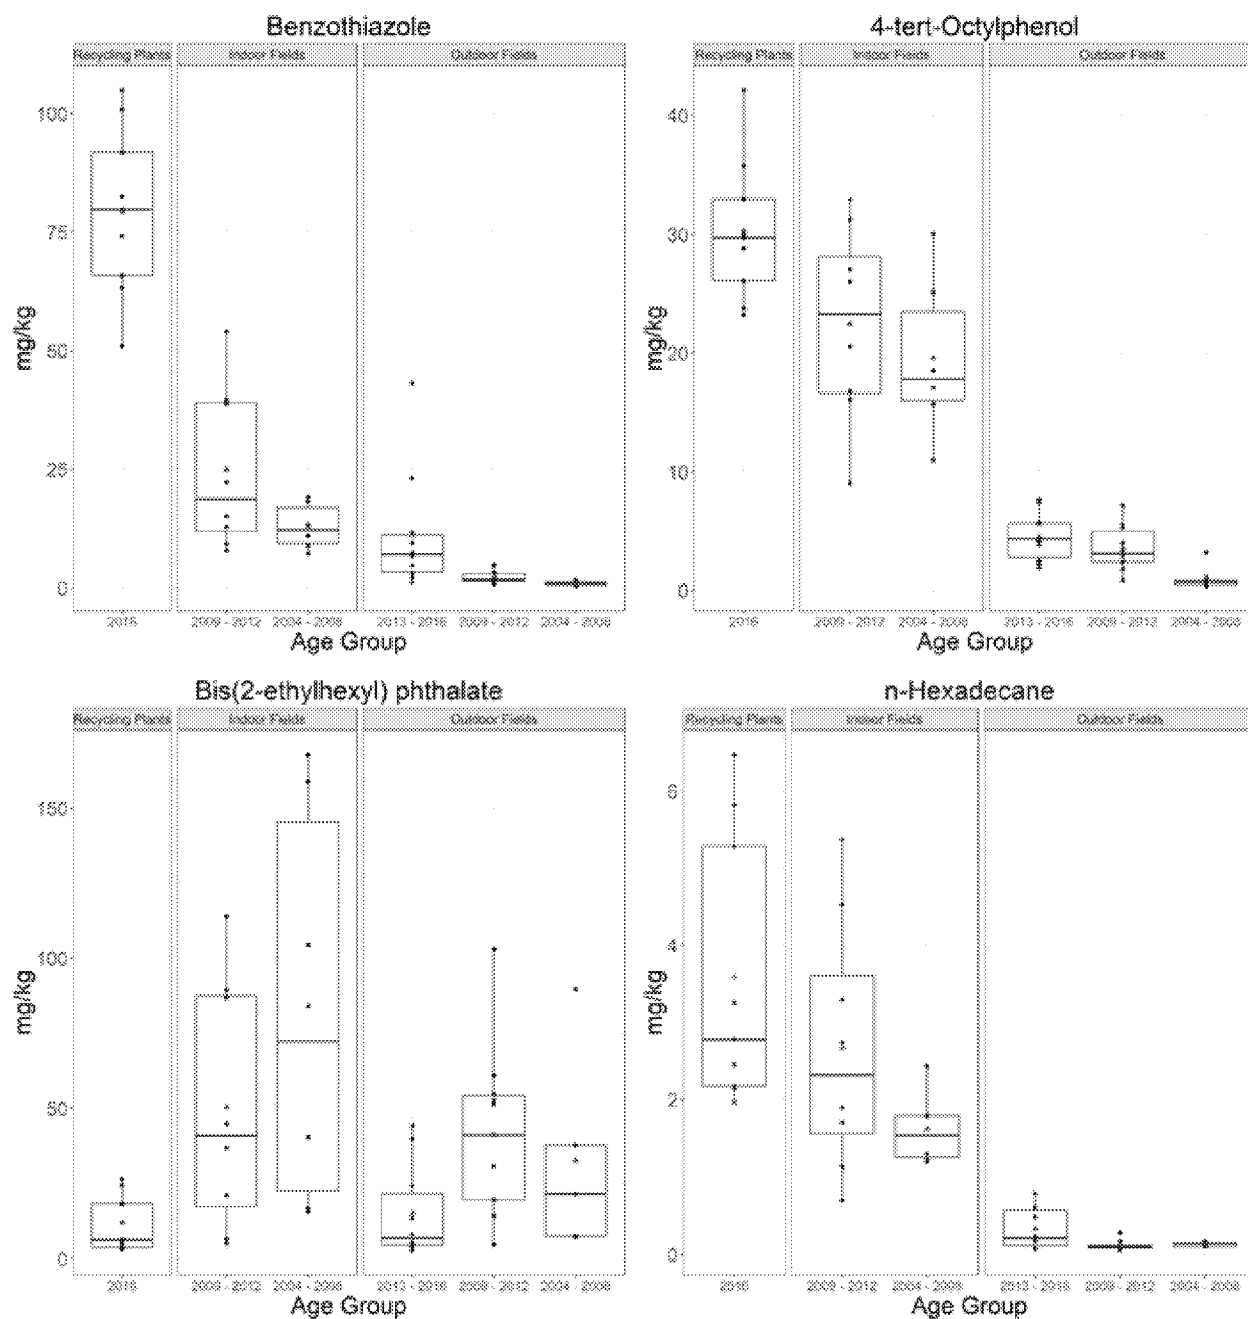 Benzothiazole
Recycling Plants Indoor Fields Outdoor Fields
100
75
50
25
0
mg/kg
2016 2009 - 2012 2004 - 2008 2013 - 2016 2009 - 2012 2004 - 2008
Age Group
4-tert-Octylphenol
Recycling Plants Indoor Fields Outdoor Fields
40
30
20
10
0
mg/kg
2016 2009 - 2012 2004 - 2008 2013 - 2016 2009 - 2012 2004 - 2008
Age Group
Bis(2-ethylhexyl) phthalate
Recycling Plants Indoor Fields Outdoor Fields
150
100
50
0
mg/kg
2016 2009 - 2012 2004 - 2008 2013 - 2016 2009 - 2012 2004 - 2008
Age Group
n-Hexadecane
Recycling Plants Indoor Fields Outdoor Fields
6
4
2
0
mg/kg
2016 2009 - 2012 2004 - 2008 2013 - 2016 2009 - 2012 2004 - 2008
Age Group